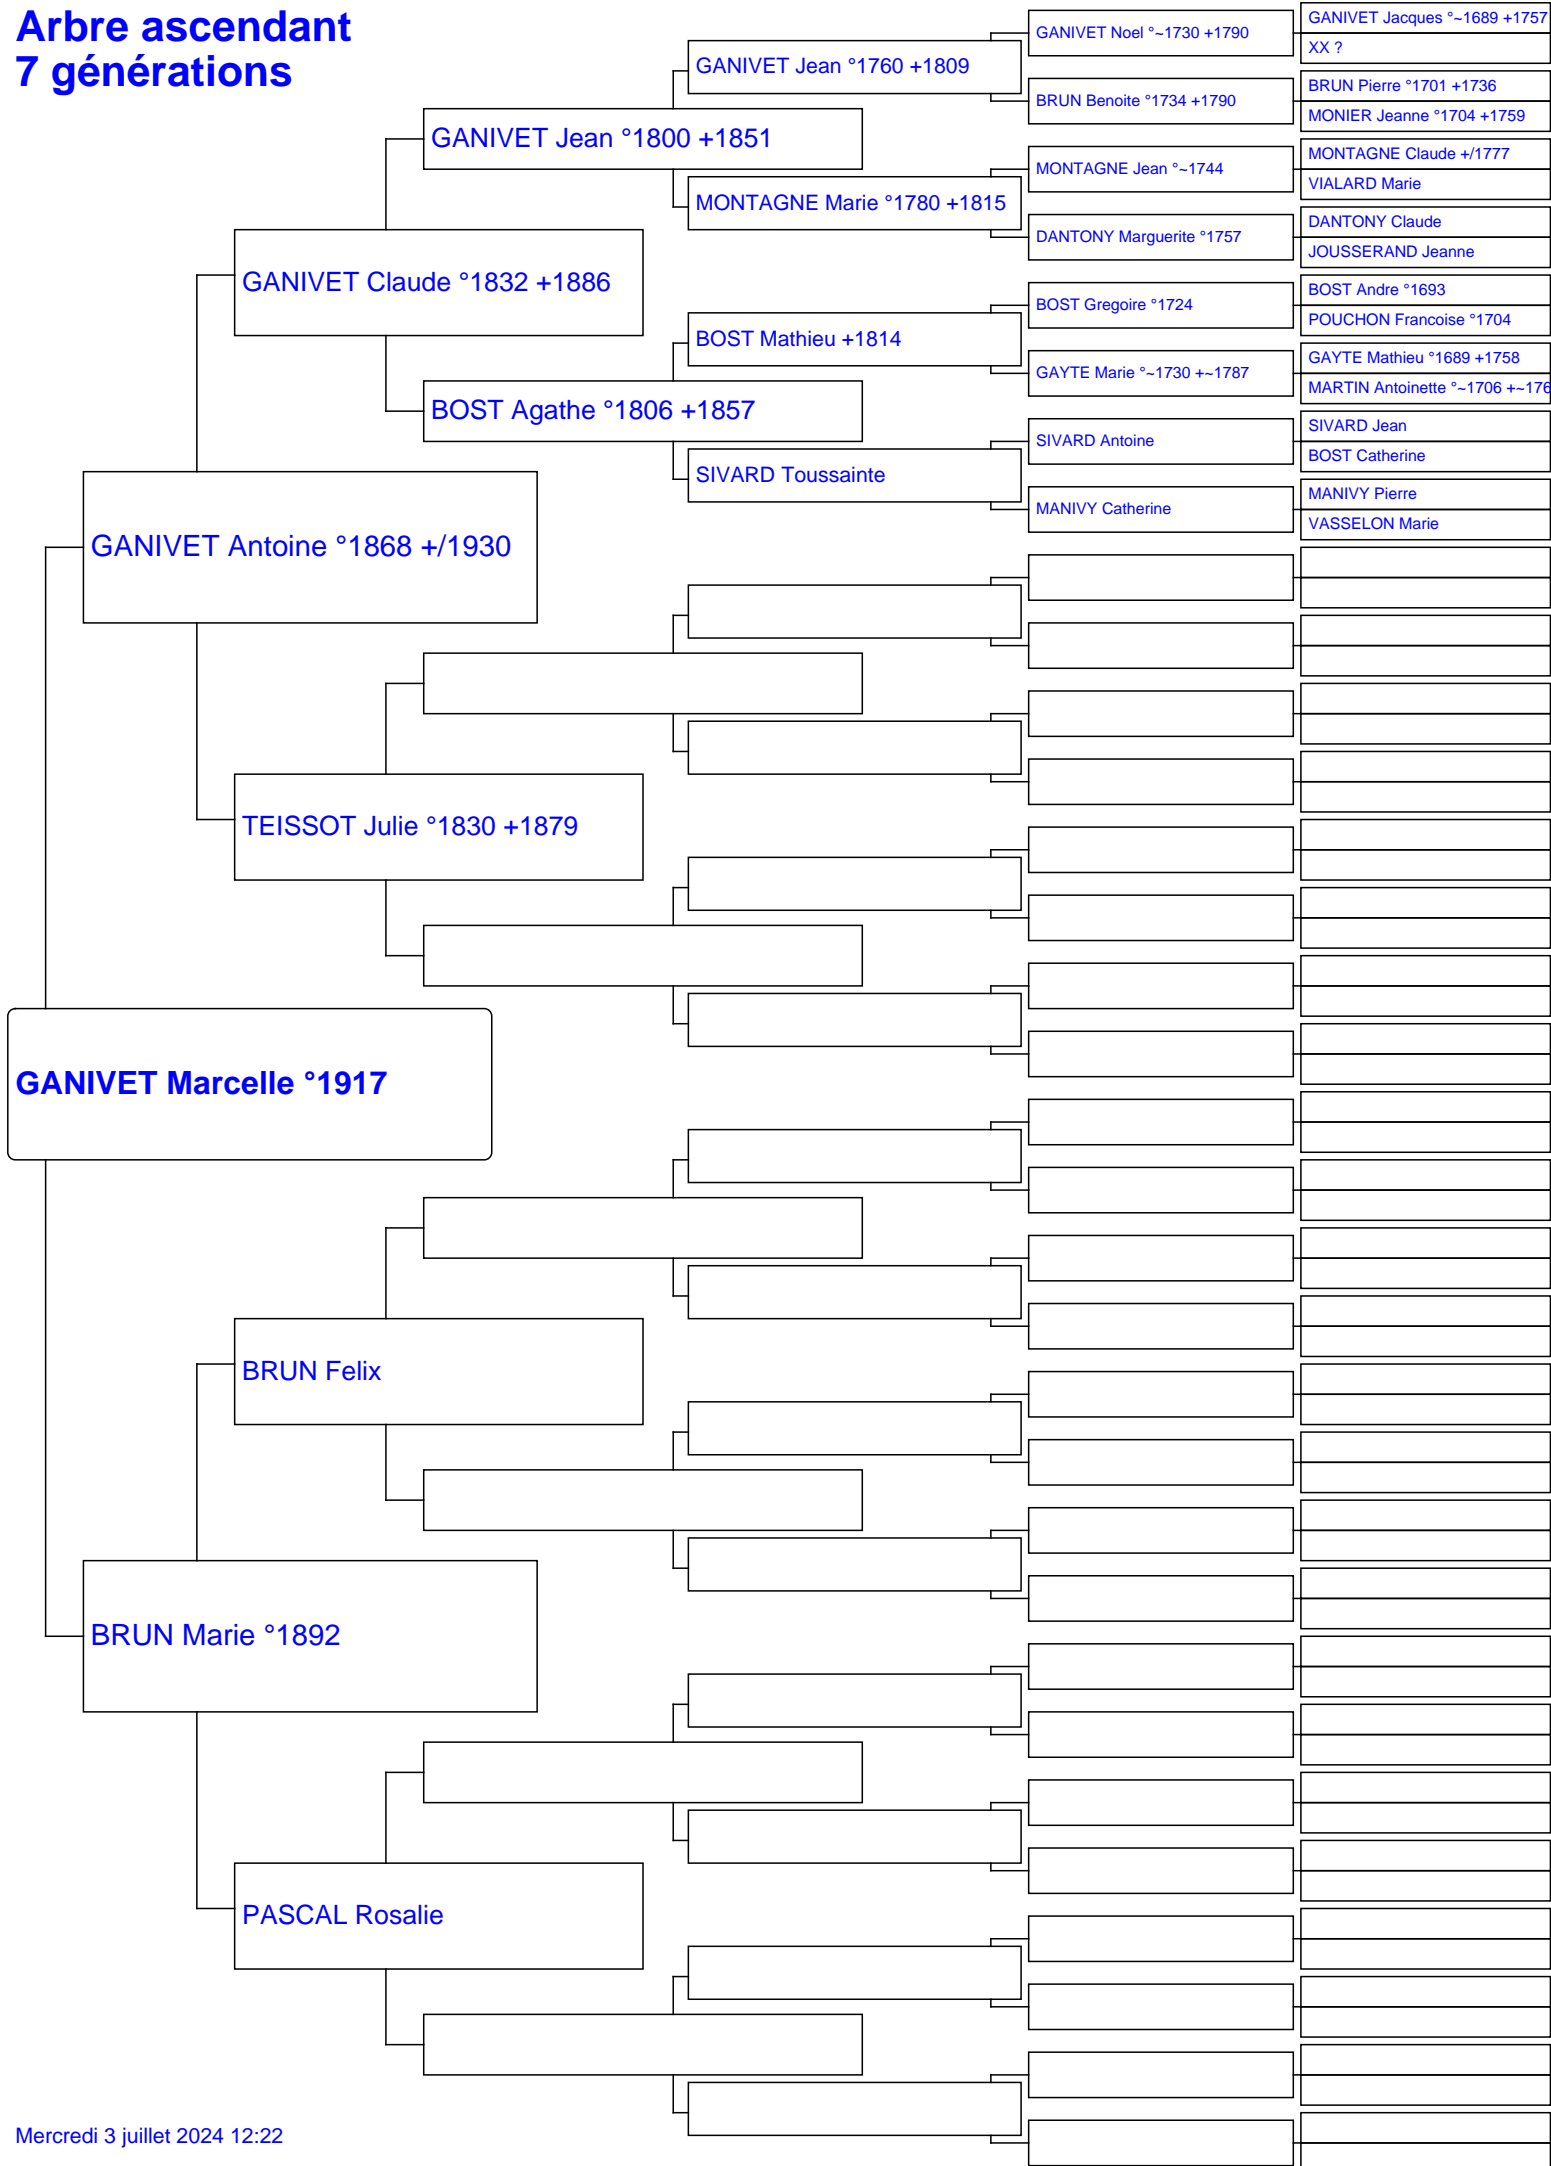 Arbre ascendant
7 générations
GANIVET Marcelle °1917
GANIVET Antoine °1868 +/1930
BRUN Marie °1892
GANIVET Claude °1832 +1886
TEISSOT Julie °1830 +1879
BRUN Felix
PASCAL Rosalie
GANIVET Jean °1800 +1851
BOST Agathe °1806 +1857
GANIVET Jean °1760 +1809
MONTAGNE Marie °1780 +1815
BOST Mathieu +1814
SIVARD Toussainte
GANIVET Noel °~1730 +1790
BRUN Benoite °1734 +1790
MONTAGNE Jean °~1744
DANTONY Marguerite °1757
BOST Gregoire °1724
GAYTE Marie °~1730 +~1787
SIVARD Antoine
MANIVY Catherine
GANIVET Jacques °~1689 +1757
XX ?
BRUN Pierre °1701 +1736
MONIER Jeanne °1704 +1759
MONTAGNE Claude +/1777
VIALARD Marie
DANTONY Claude
JOUSSERAND Jeanne
BOST Andre °1693
POUCHON Francoise °1704
GAYTE Mathieu °1689 +1758
MARTIN Antoinette °~1706 +~176
SIVARD Jean
BOST Catherine
MANIVY Pierre
VASSELON Marie
Mercredi 3 juillet 2024 12:22